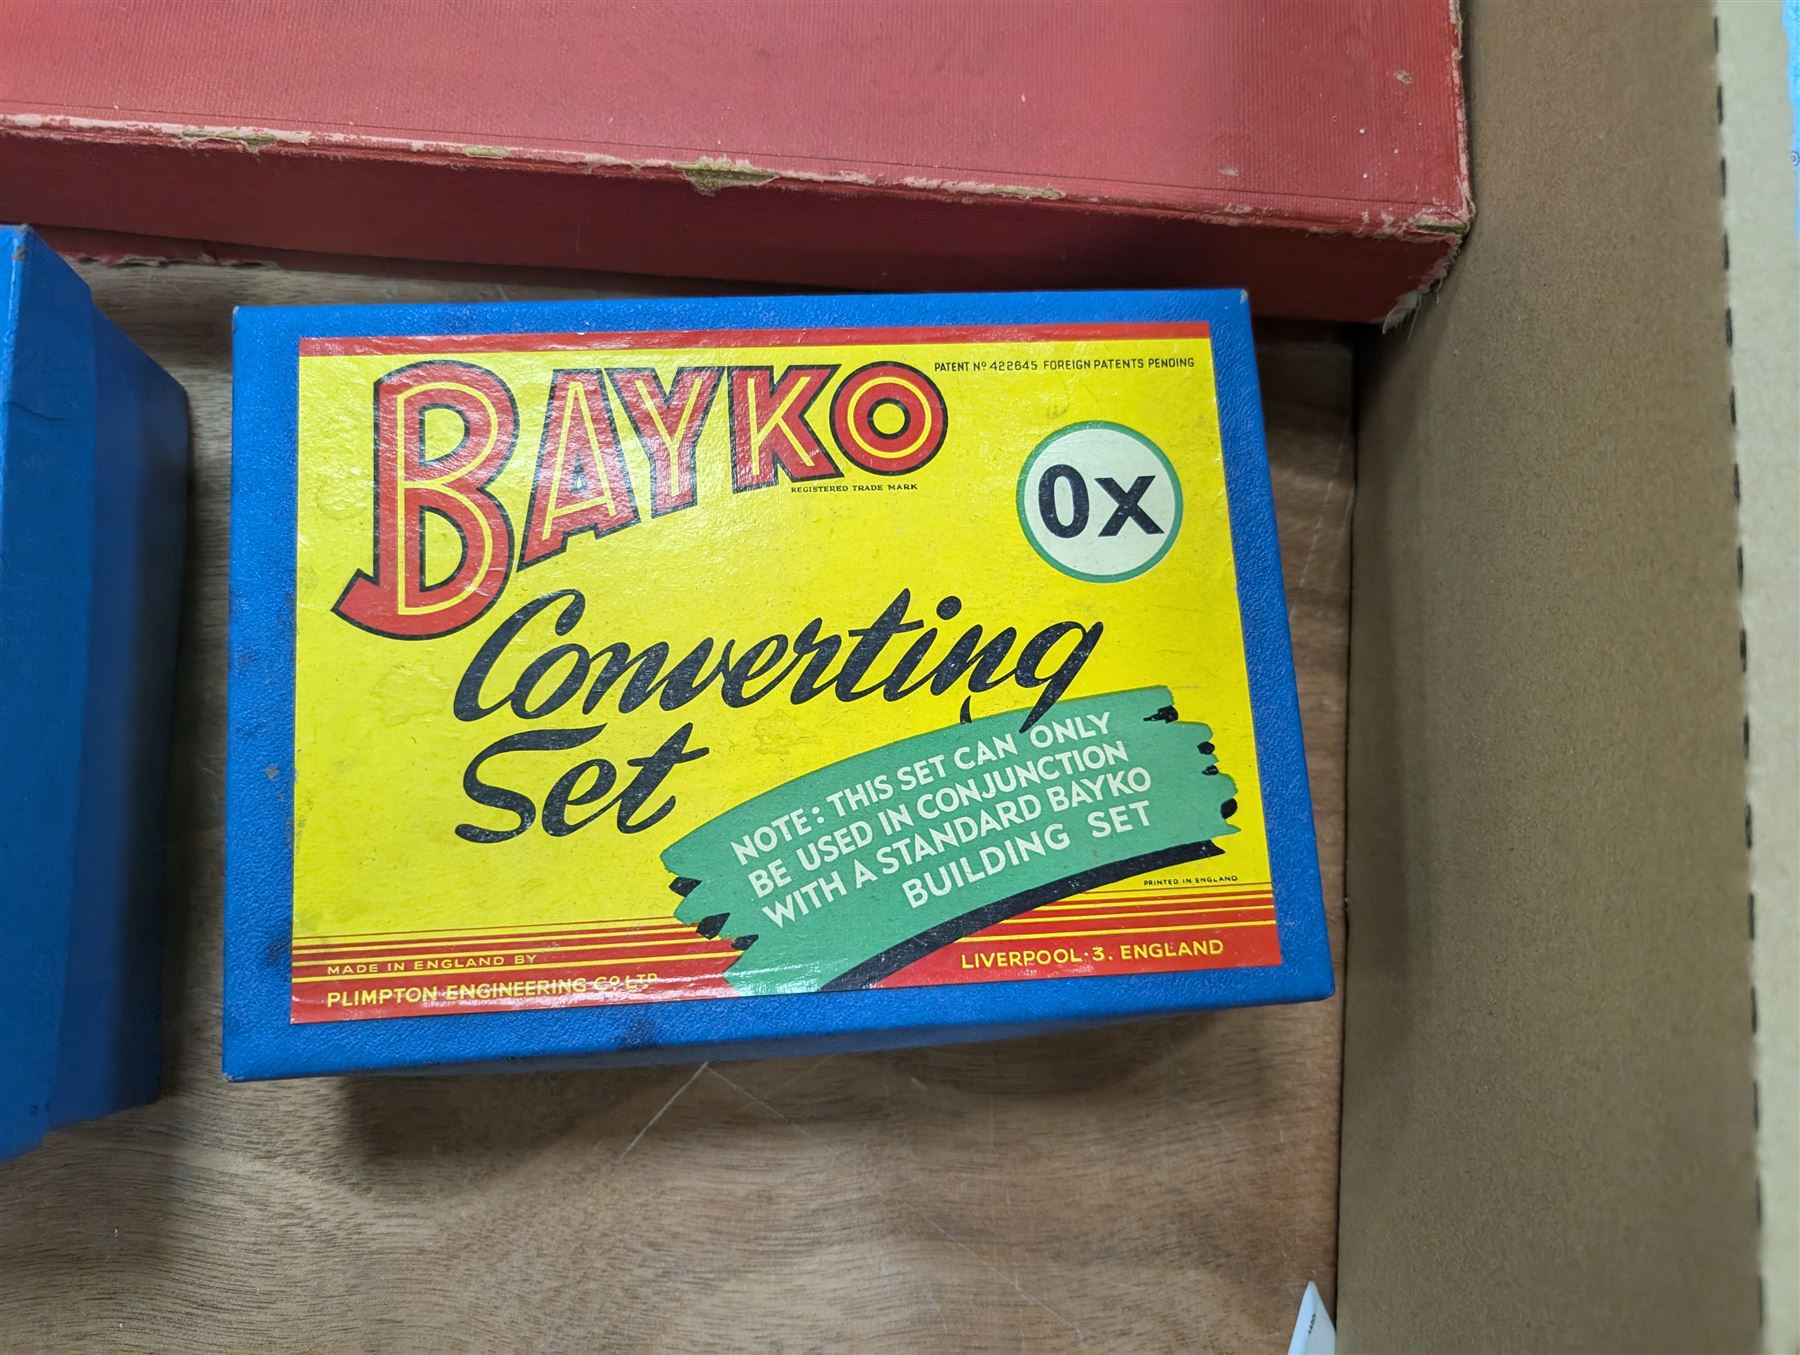 BAYKO
REGISTERED TRADE MARK
PATENT Nº 422645 FOREIGN PATENTS PENDING
0X
Converting
Set
NOTE: THIS SET CAN ONLY
BE USED IN CONJUNCTION
WITH A STANDARD BAYKO
BUILDING SET
PRINTED IN ENGLAND
MADE IN ENGLAND BY
PLIMPTON ENGINEERING CO LTD
LIVERPOOL·3. ENGLAND